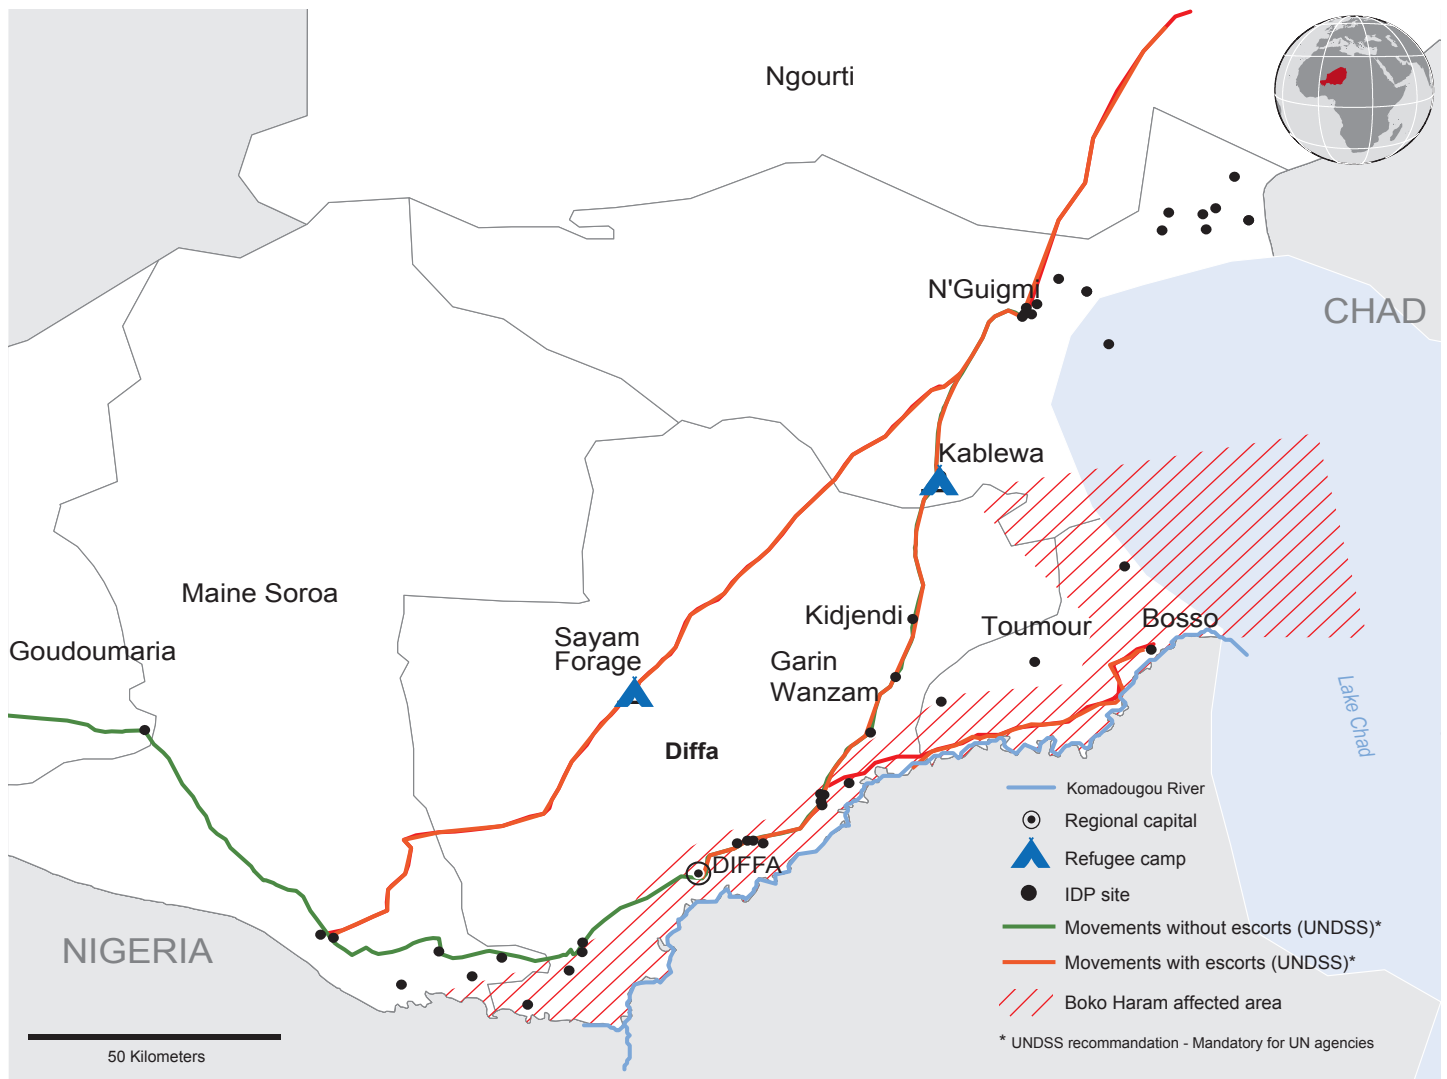 Ngourti
N'Guigmi
CHAD
Kablewa
Maine Soroa
Goudoumaria
Sayam
Forage
Kidjendi
Toumour
Bosso
Garin
Wanzam
Lake Chad
Diffa
DIFFA
NIGERIA
Komadougou River
Regional capital
Refugee camp
IDP site
Movements without escorts (UNDSS)*
Movements with escorts (UNDSS)*
Boko Haram affected area
* UNDSS recommandation - Mandatory for UN agencies
50 Kilometers